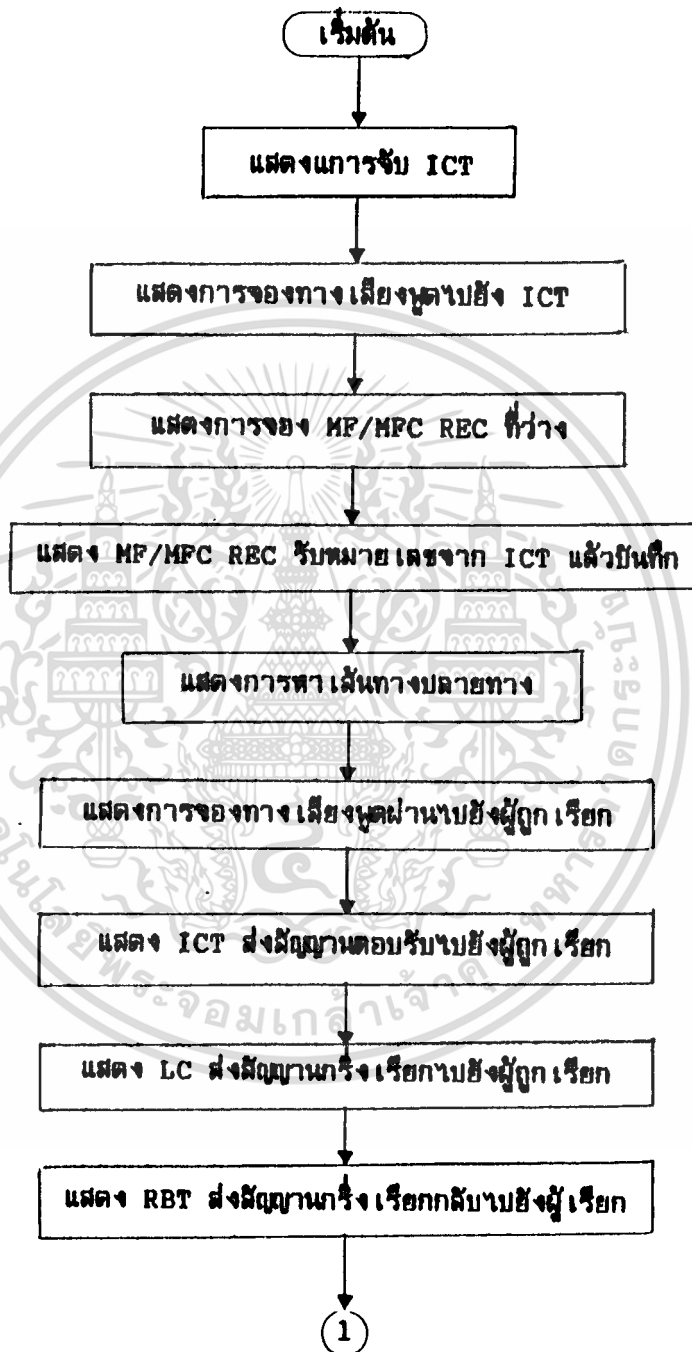 เริ่มต้น
แสดงแการจับ ICT
แสดงการจองทางเสียงพูดไปยัง ICT
แสดงการจอง MF/MFC REC ที่ว่าง
แสดง MF/MFC REC รับหมายเลขจาก ICT แล้วบันทึก
แสดงการหาเส้นทางปลายทาง
แสดงการจองทางเสียงพูดผ่านไปยังผู้ถูกเรียก
แสดง ICT ส่งสัญญานตอบรับไปยังผู้ถูกเรียก
แสดง LC ส่งสัญญานกริ่งเรียกไปยังผู้ถูกเรียก
แสดง RBT ส่งสัญญานกริ่งเรียกกลับไปยังผู้เรียก
1